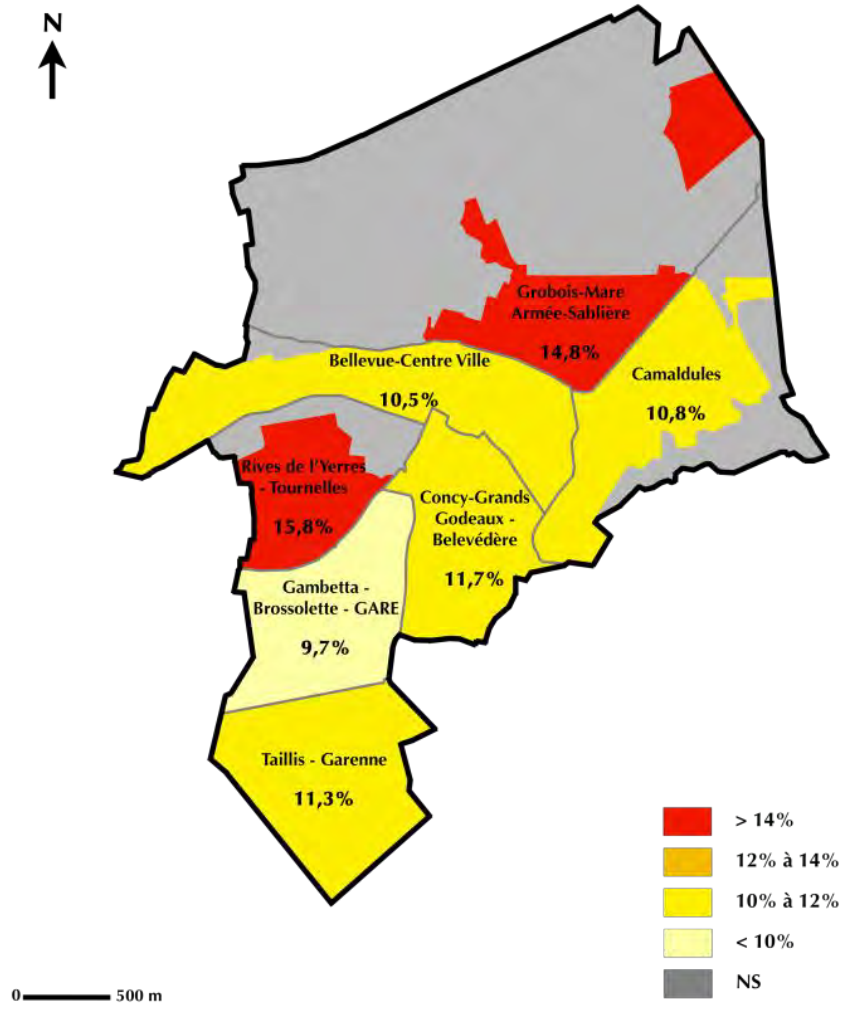 N
Grobois-Mare
Armée-Sablière
14,8%
Bellevue-Centre Ville
10,5%
Camaldules
10,8%
Rives de l'Yerres
- Tournelles
15,8%
Concy-Grands
Godeaux -
Belevédère
11,7%
Gambetta -
Brossolette - GARE
9,7%
Taillis - Garenne
11,3%
> 14%
12% à 14%
10% à 12%
< 10%
NS
0 500 m